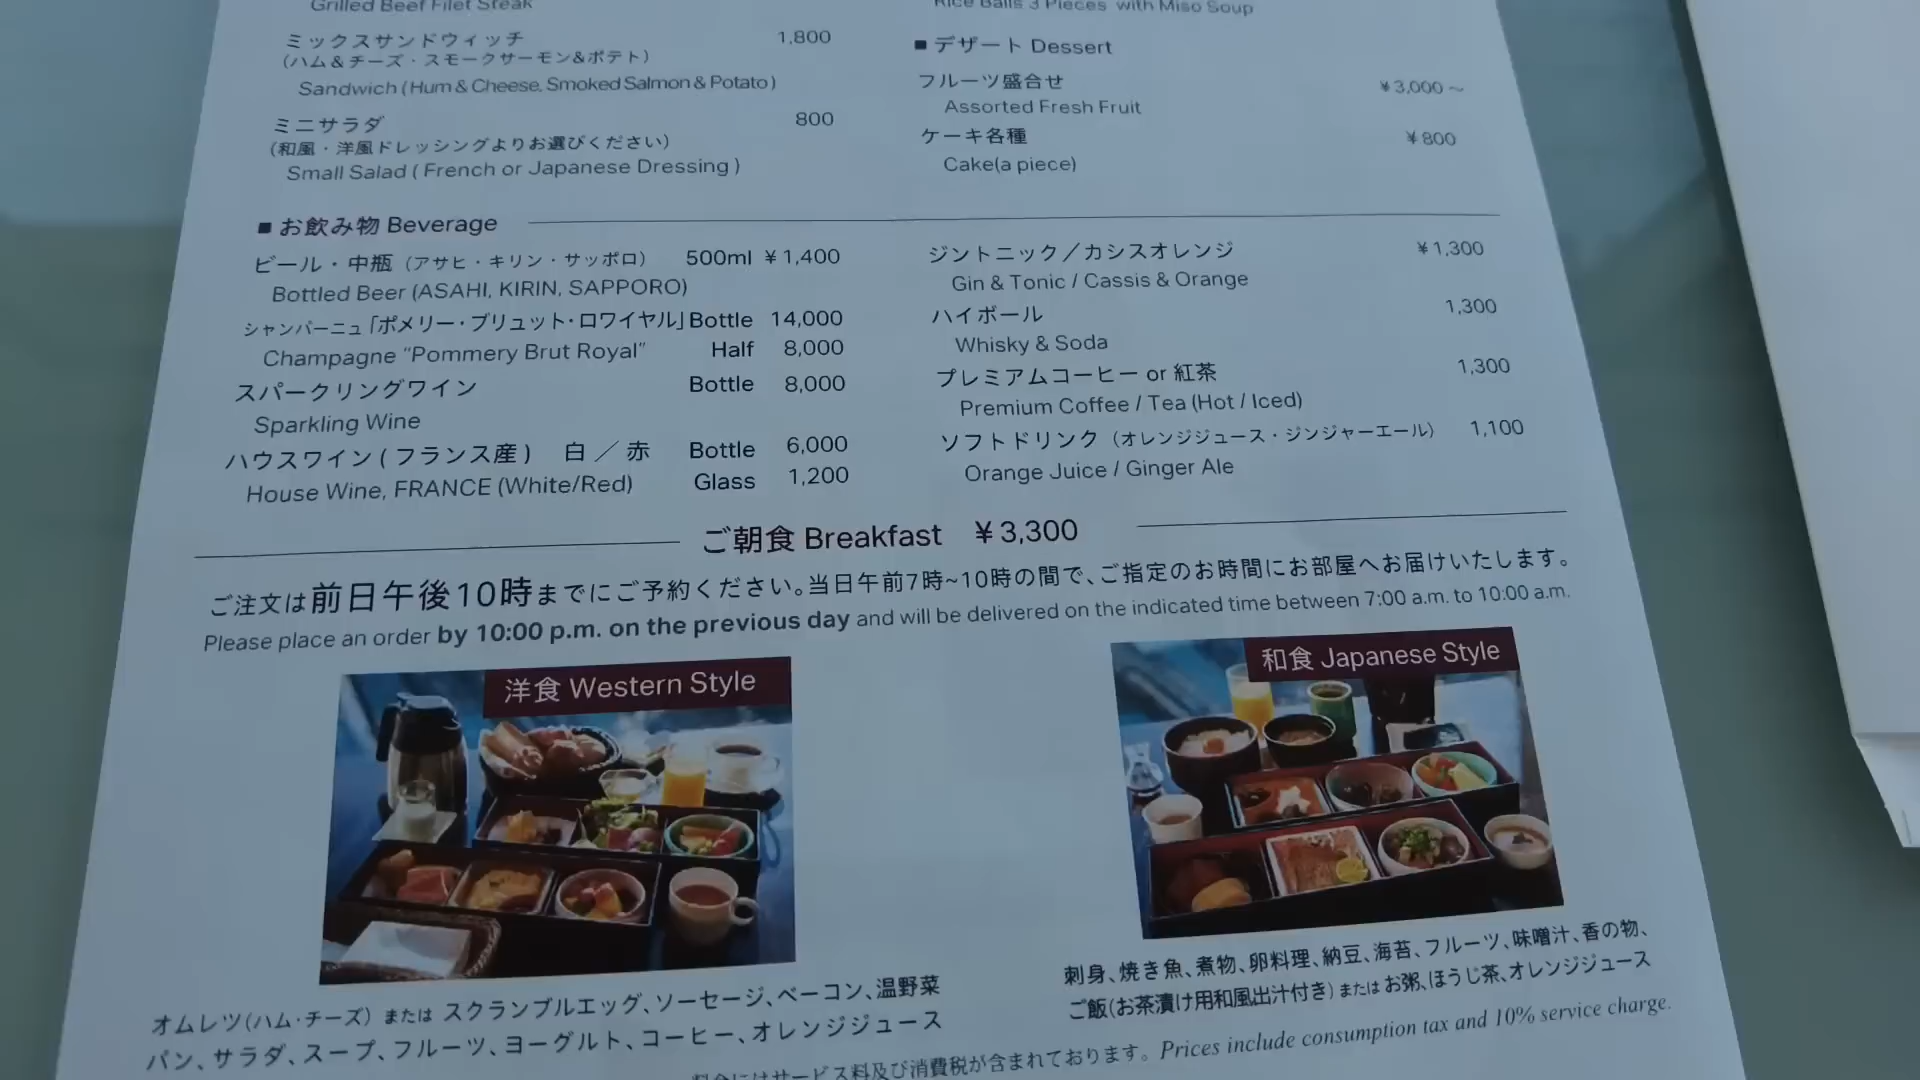 Grilled Beef Filet Steak
ミックスサンドウィッチ 1,800
(ハム&チーズ・スモークサーモン&ポテト)
Sandwich ( Hum & Cheese, Smoked Salmon & Potato )
ミニサラダ 800
(和風・洋風ドレッシングよりお選びください)
Small Salad ( French or Japanese Dressing )
Rice Balls 3 Pieces with Miso Soup
■ デザート Dessert
フルーツ盛合せ ¥3,000～
Assorted Fresh Fruit
ケーキ各種 ¥800
Cake(a piece)
■ お飲み物 Beverage
ビール・中瓶 (アサヒ・キリン・サッポロ) 500ml ¥1,400
Bottled Beer (ASAHI, KIRIN, SAPPORO)
シャンパーニュ「ポメリー・ブリュット・ロワイヤル」Bottle 14,000
Champagne “Pommery Brut Royal” Half 8,000
スパークリングワイン Bottle 8,000
Sparkling Wine
ハウスワイン ( フランス産 ) 白 ／ 赤 Bottle 6,000
House Wine, FRANCE (White/Red) Glass 1,200
ジントニック／カシスオレンジ ¥1,300
Gin & Tonic / Cassis & Orange
ハイボール 1,300
Whisky & Soda
プレミアムコーヒー or 紅茶 1,300
Premium Coffee / Tea (Hot / Iced)
ソフトドリンク (オレンジジュース・ジンジャーエール) 1,100
Orange Juice / Ginger Ale
ご朝食 Breakfast ¥3,300
ご注文は前日午後10時までにご予約ください。当日午前7時~10時の間で、ご指定のお時間にお部屋へお届けいたします。
Please place an order by 10:00 p.m. on the previous day and will be delivered on the indicated time between 7:00 a.m. to 10:00 a.m.
洋食 Western Style
和食 Japanese Style
オムレツ(ハム・チーズ) または スクランブルエッグ、ソーセージ、ベーコン、温野菜
パン、サラダ、スープ、フルーツ、ヨーグルト、コーヒー、オレンジジュース
刺身、焼き魚、煮物、卵料理、納豆、海苔、フルーツ、味噌汁、香の物、
ご飯(お茶漬け用和風出汁付き) または お粥、ほうじ茶、オレンジジュース
料金にはサービス料及び消費税が含まれております。Prices include consumption tax and 10% service charge.